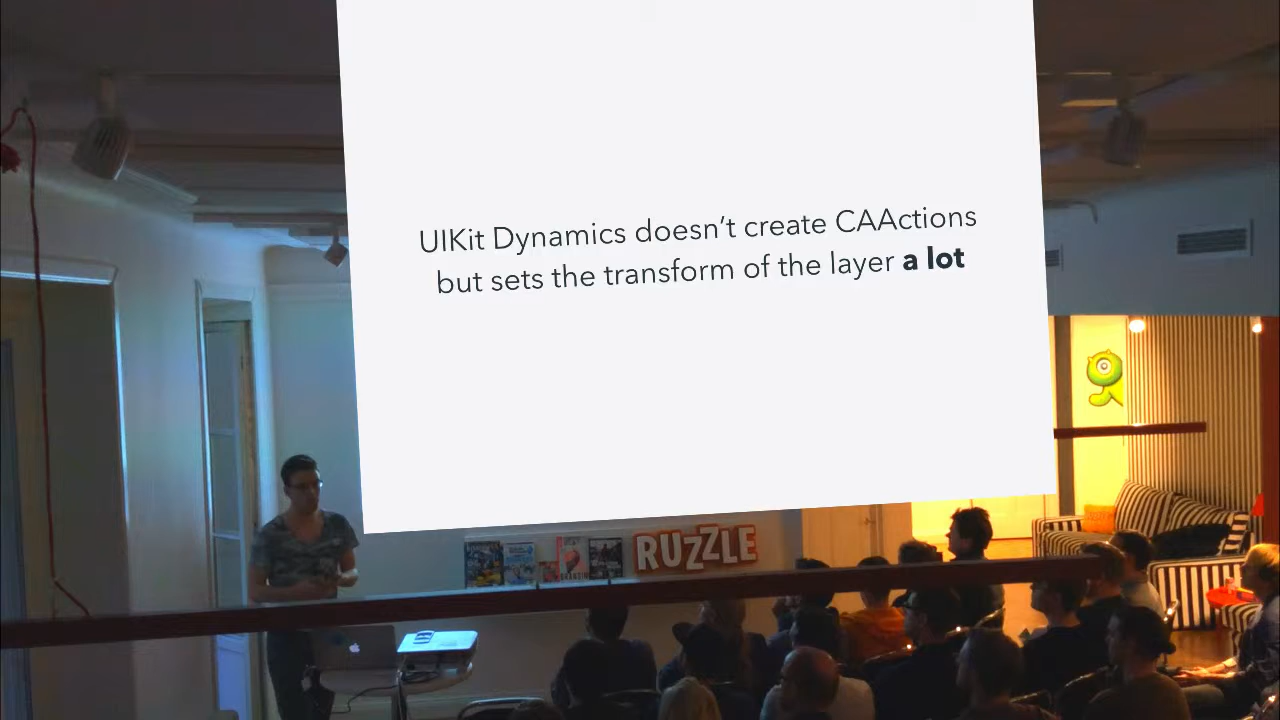 UIKit Dynamics doesn’t create CAActions
but sets the transform of the layer a lot
RUZZLE